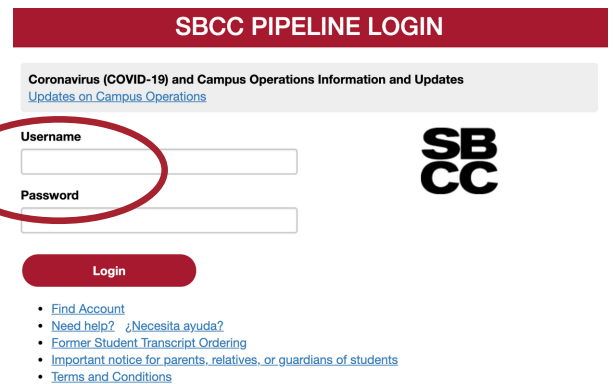 SBCC PIPELINE LOGIN
Coronavirus (COVID-19) and Campus Operations Information and Updates
Updates on Campus Operations
Username
SB
CC
Password
Login
Find Account
Need help? ¿Necesita ayuda?
Former Student Transcript Ordering
Important notice for parents, relatives, or guardians of students
Terms and Conditions